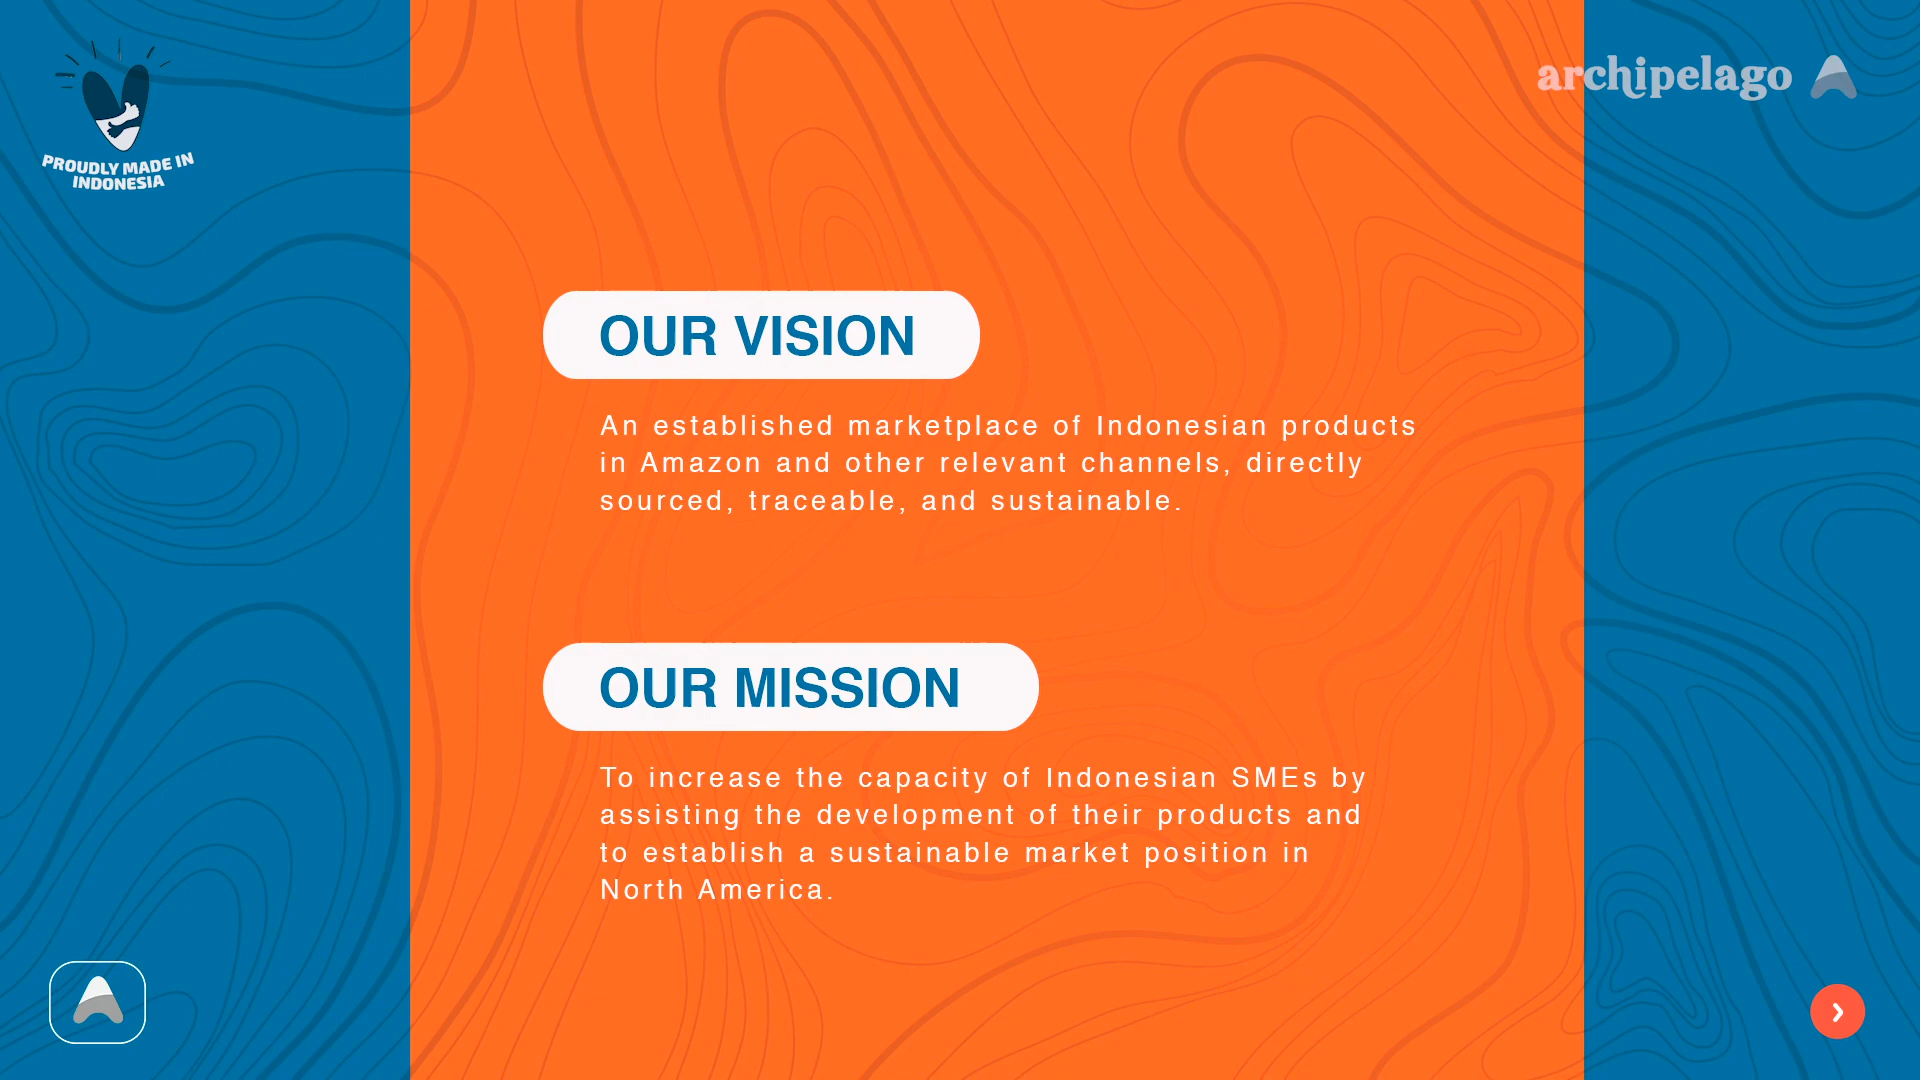 PROUDLY MADE IN
INDONESIA
archipelago
OUR VISION
An established marketplace of Indonesian products
in Amazon and other relevant channels, directly
sourced, traceable, and sustainable.
OUR MISSION
To increase the capacity of Indonesian SMEs by
assisting the development of their products and
to establish a sustainable market position in
North America.